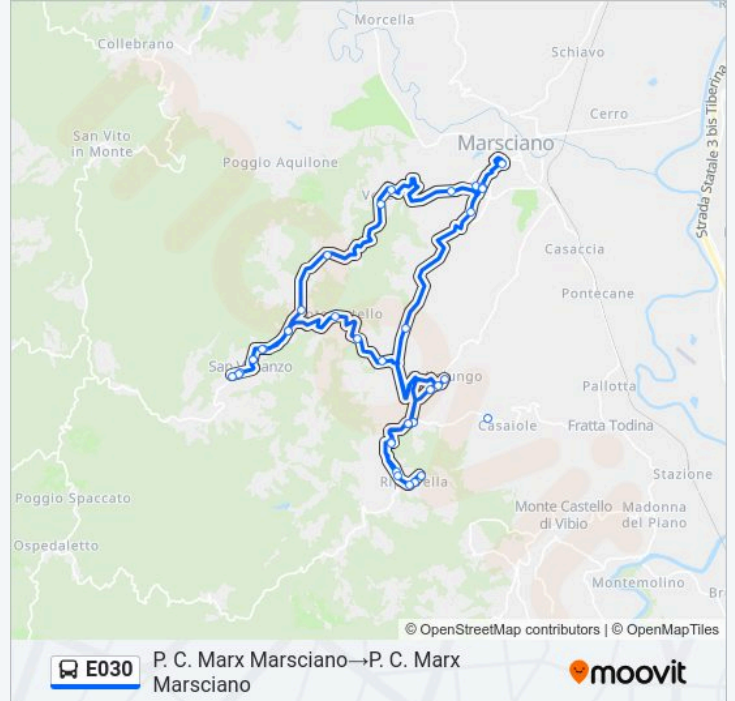 Morcella
Collebrano
Schiavo
Strada Statale 3 bis Tiberina
Cerro
San Vito
in Monte
Marsciano
Poggio Aquilone
Casaccia
Pontecane
Pallotta
Casaiole
Fratta Todina
Stazione
Poggio Spaccato
Monte Castello
di Vibio
Madonna
del Piano
Ospedaletto
Montemolino
© OpenStreetMap contributors | © OpenMapTiles
E030
P. C. Marx Marsciano→P. C. Marx
Marsciano
moovit